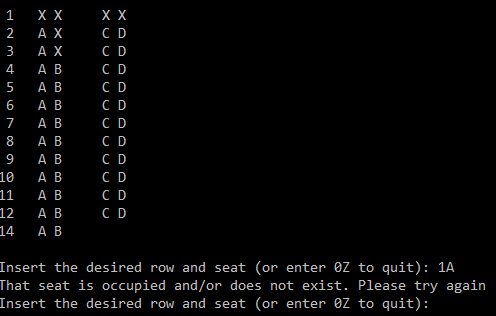 1 X X X X
2 A X C D
3 A X C D
4 A B C D
5 A B C D
6 A B C D
7 A B C D
8 A B C D
9 A B C D
10 A B C D
11 A B C D
12 A B C D
14 A B
Insert the desired row and seat (or enter 0Z to quit): 1A
That seat is occupied and/or does not exist. Please try again
Insert the desired row and seat (or enter 0Z to quit):